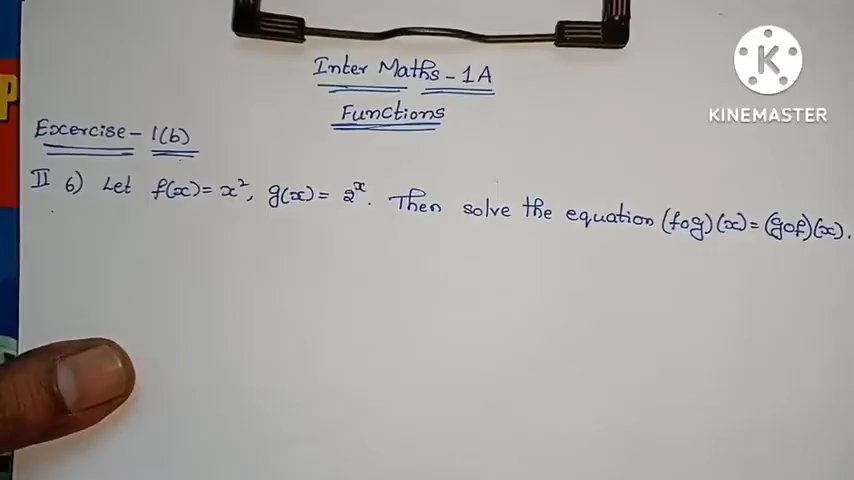 Inter Maths - 1A
Functions
Excercise - 1(b)
II 6) Let f(x) = x², g(x) = 2ˣ. Then solve the equation (fog)(x) = (gof)(x).
K
KINEMASTER
P